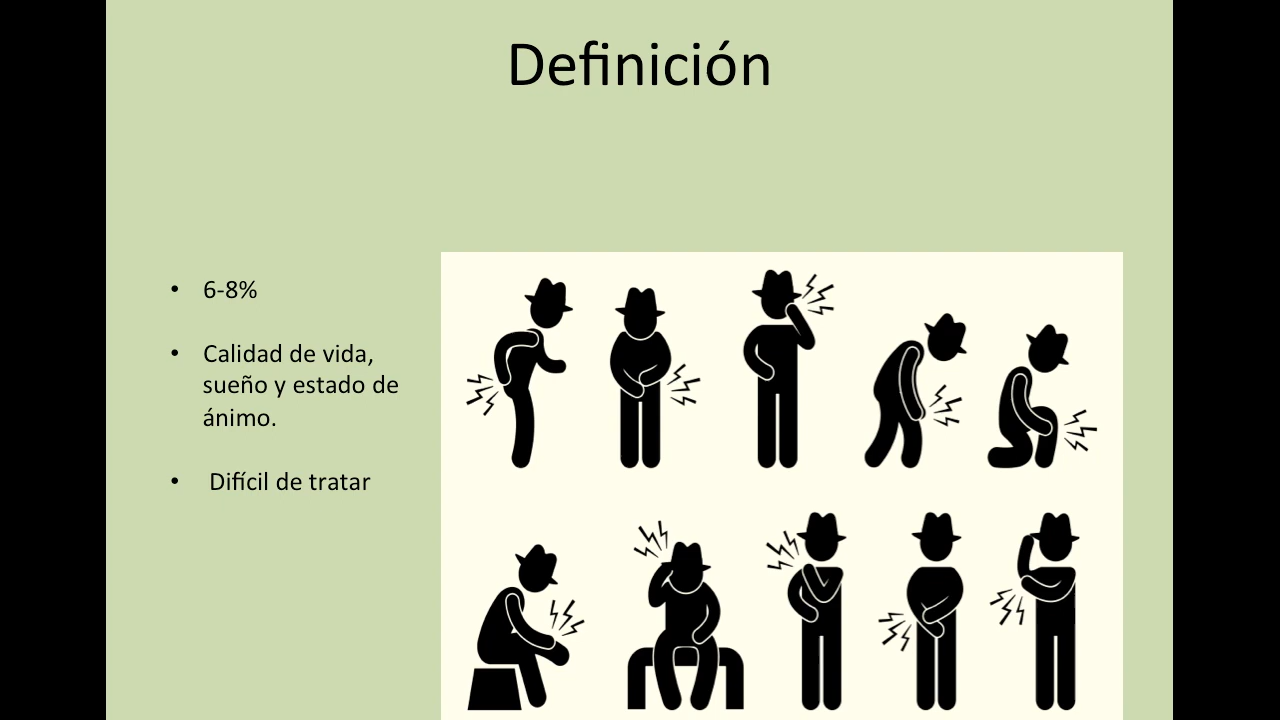 Definición
• 6-8%
• Calidad de vida,
sueño y estado de
ánimo.
• Difícil de tratar